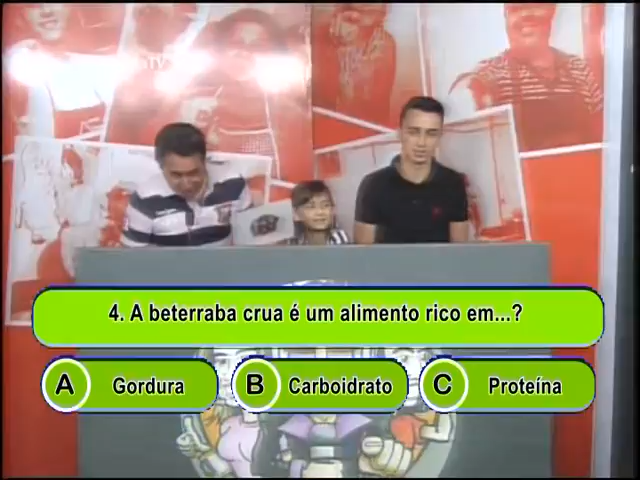 4. A beterraba crua é um alimento rico em...?
A Gordura
B Carboidrato
C Proteína